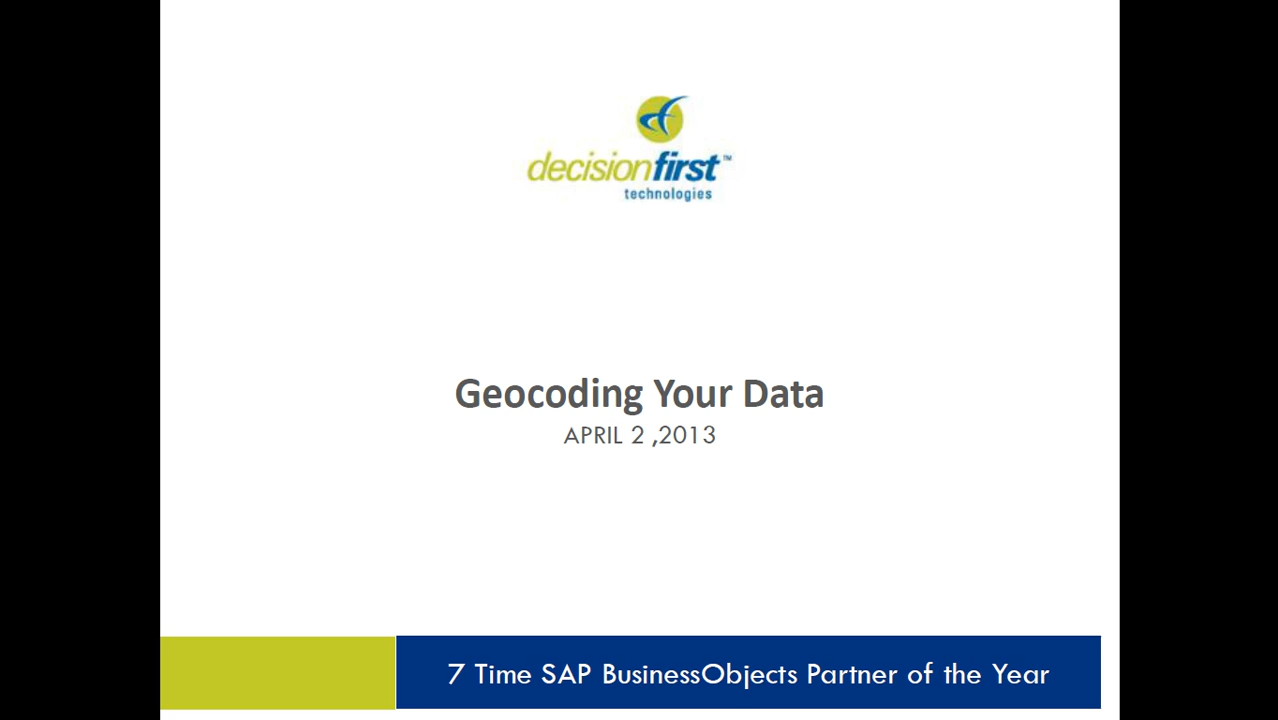 decisionfirst™
technologies
Geocoding Your Data
APRIL 2 ,2013
7 Time SAP BusinessObjects Partner of the Year